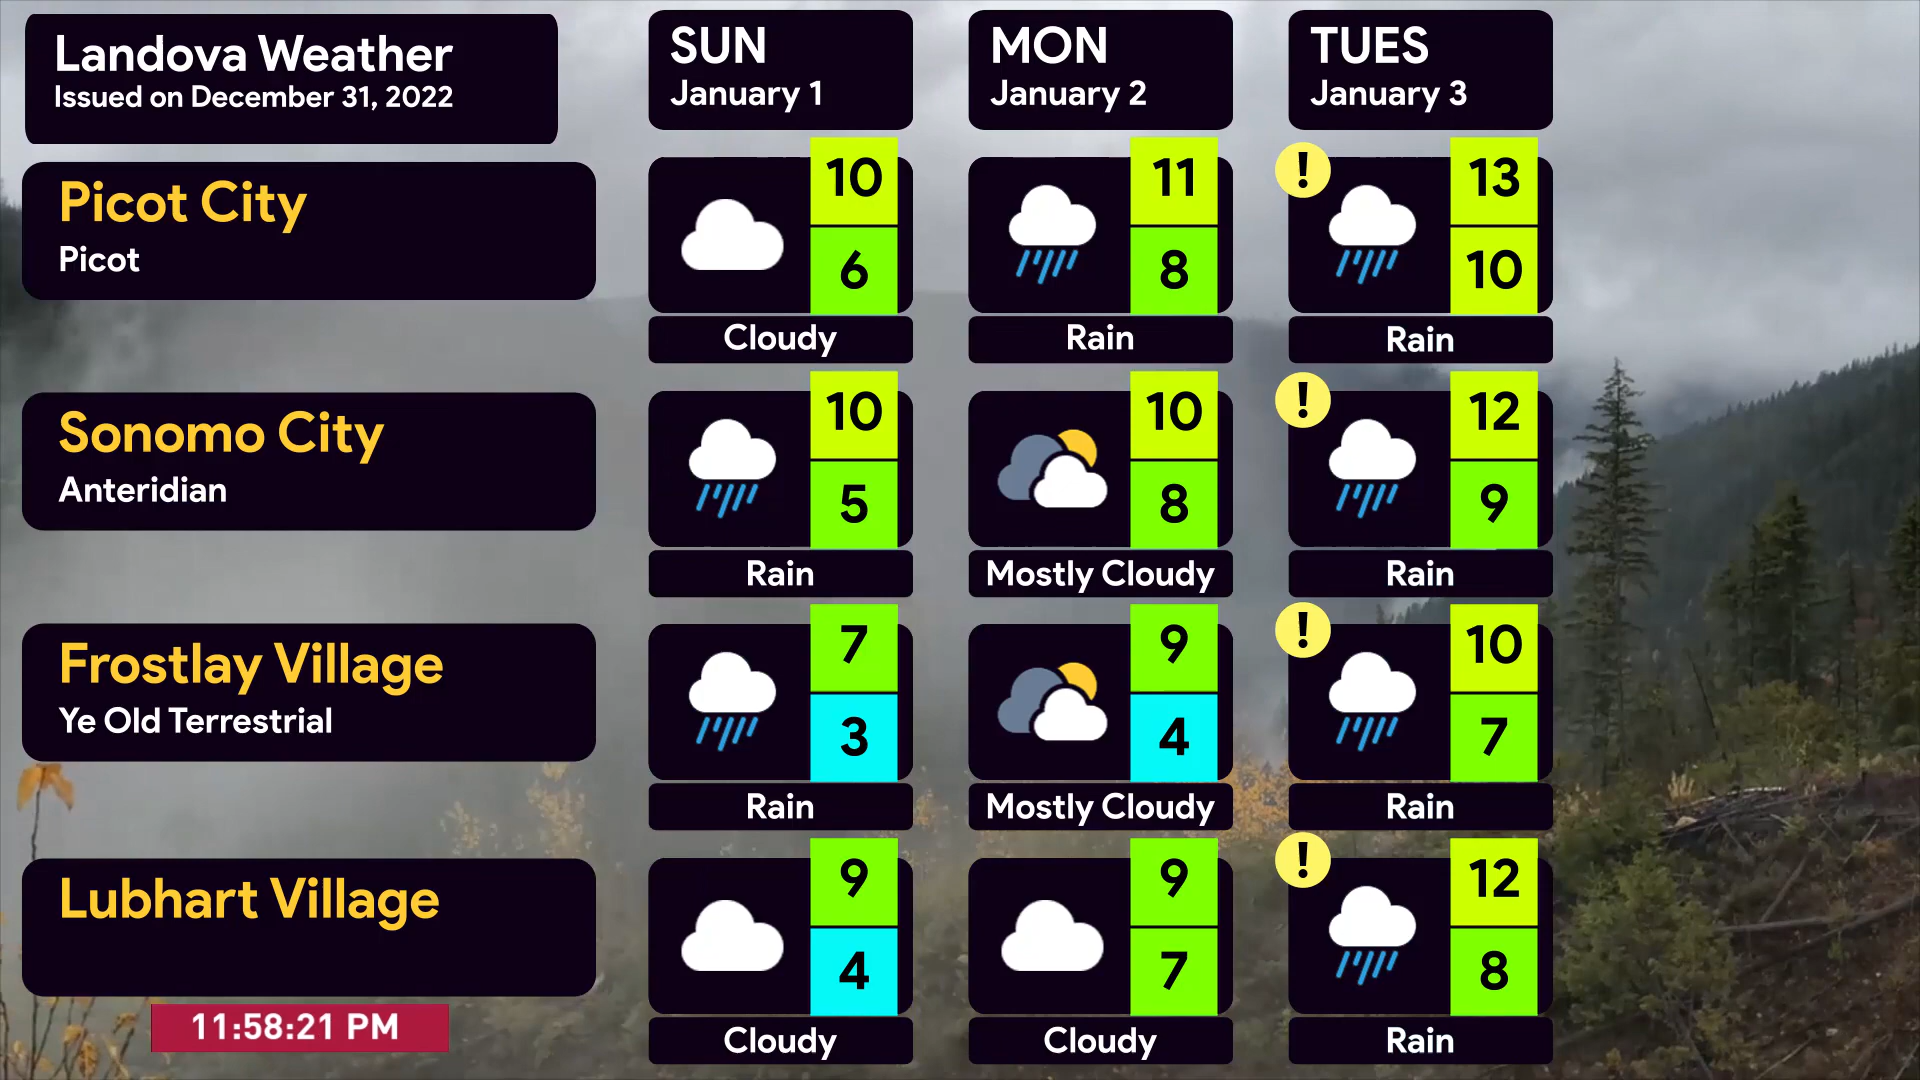 Landova Weather
Issued on December 31, 2022
SUN
January 1
MON
January 2
TUES
January 3
Picot City
Picot
10
6
Cloudy
11
8
Rain
!
13
10
Rain
Sonomo City
Anteridian
10
5
Rain
10
8
Mostly Cloudy
!
12
9
Rain
Frostlay Village
Ye Old Terrestrial
7
3
Rain
9
4
Mostly Cloudy
!
10
7
Rain
Lubhart Village
9
4
Cloudy
9
7
Cloudy
!
12
8
Rain
11:58:21 PM